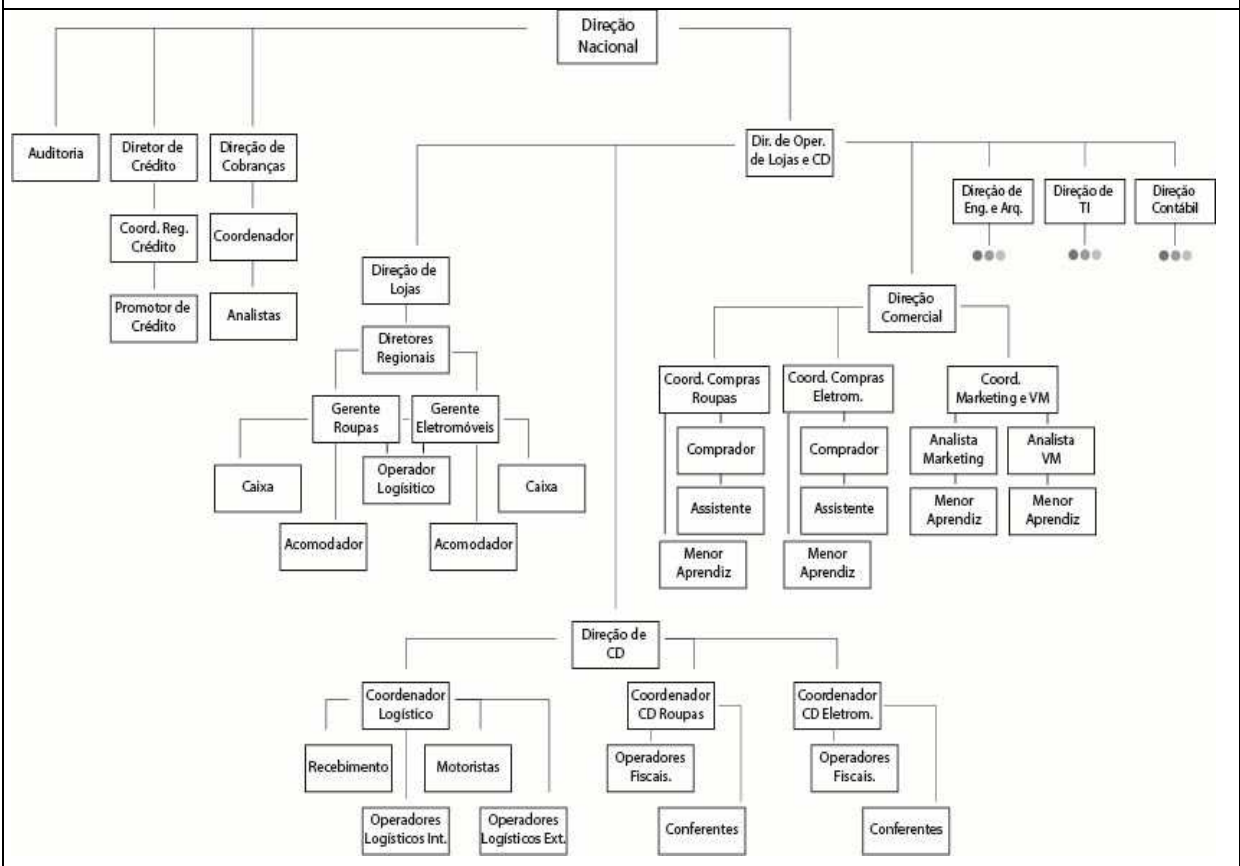 Direção
Nacional
Auditoria
Diretor de
Crédito
Direção de
Cobranças
Dir. de Oper.
de Lojas e CD
Direção de
Eng. e Arq.
Direção de
TI
Direção
Contábil
Coord. Reg.
Crédito
Coordenador
Promotor de
Crédito
Analistas
Direção de
Lojas
Diretores
Regionais
Gerente
Roupas
Gerente
Eletromóveis
Caixa
Operador
Logísitico
Caixa
Acomodador
Acomodador
Direção
Comercial
Coord. Compras
Roupas
Coord. Compras
Eletrom.
Coord.
Marketing e VM
Comprador
Comprador
Analista
Marketing
Analista
VM
Assistente
Assistente
Menor
Aprendiz
Menor
Aprendiz
Menor
Aprendiz
Menor
Aprendiz
Direção de
CD
Coordenador
Logístico
Coordenador
CD Roupas
Coordenador
CD Eletrom.
Recebimento
Motoristas
Operadores
Fiscais.
Operadores
Fiscais.
Operadores
Logísticos Int.
Operadores
Logísticos Ext.
Conferentes
Conferentes